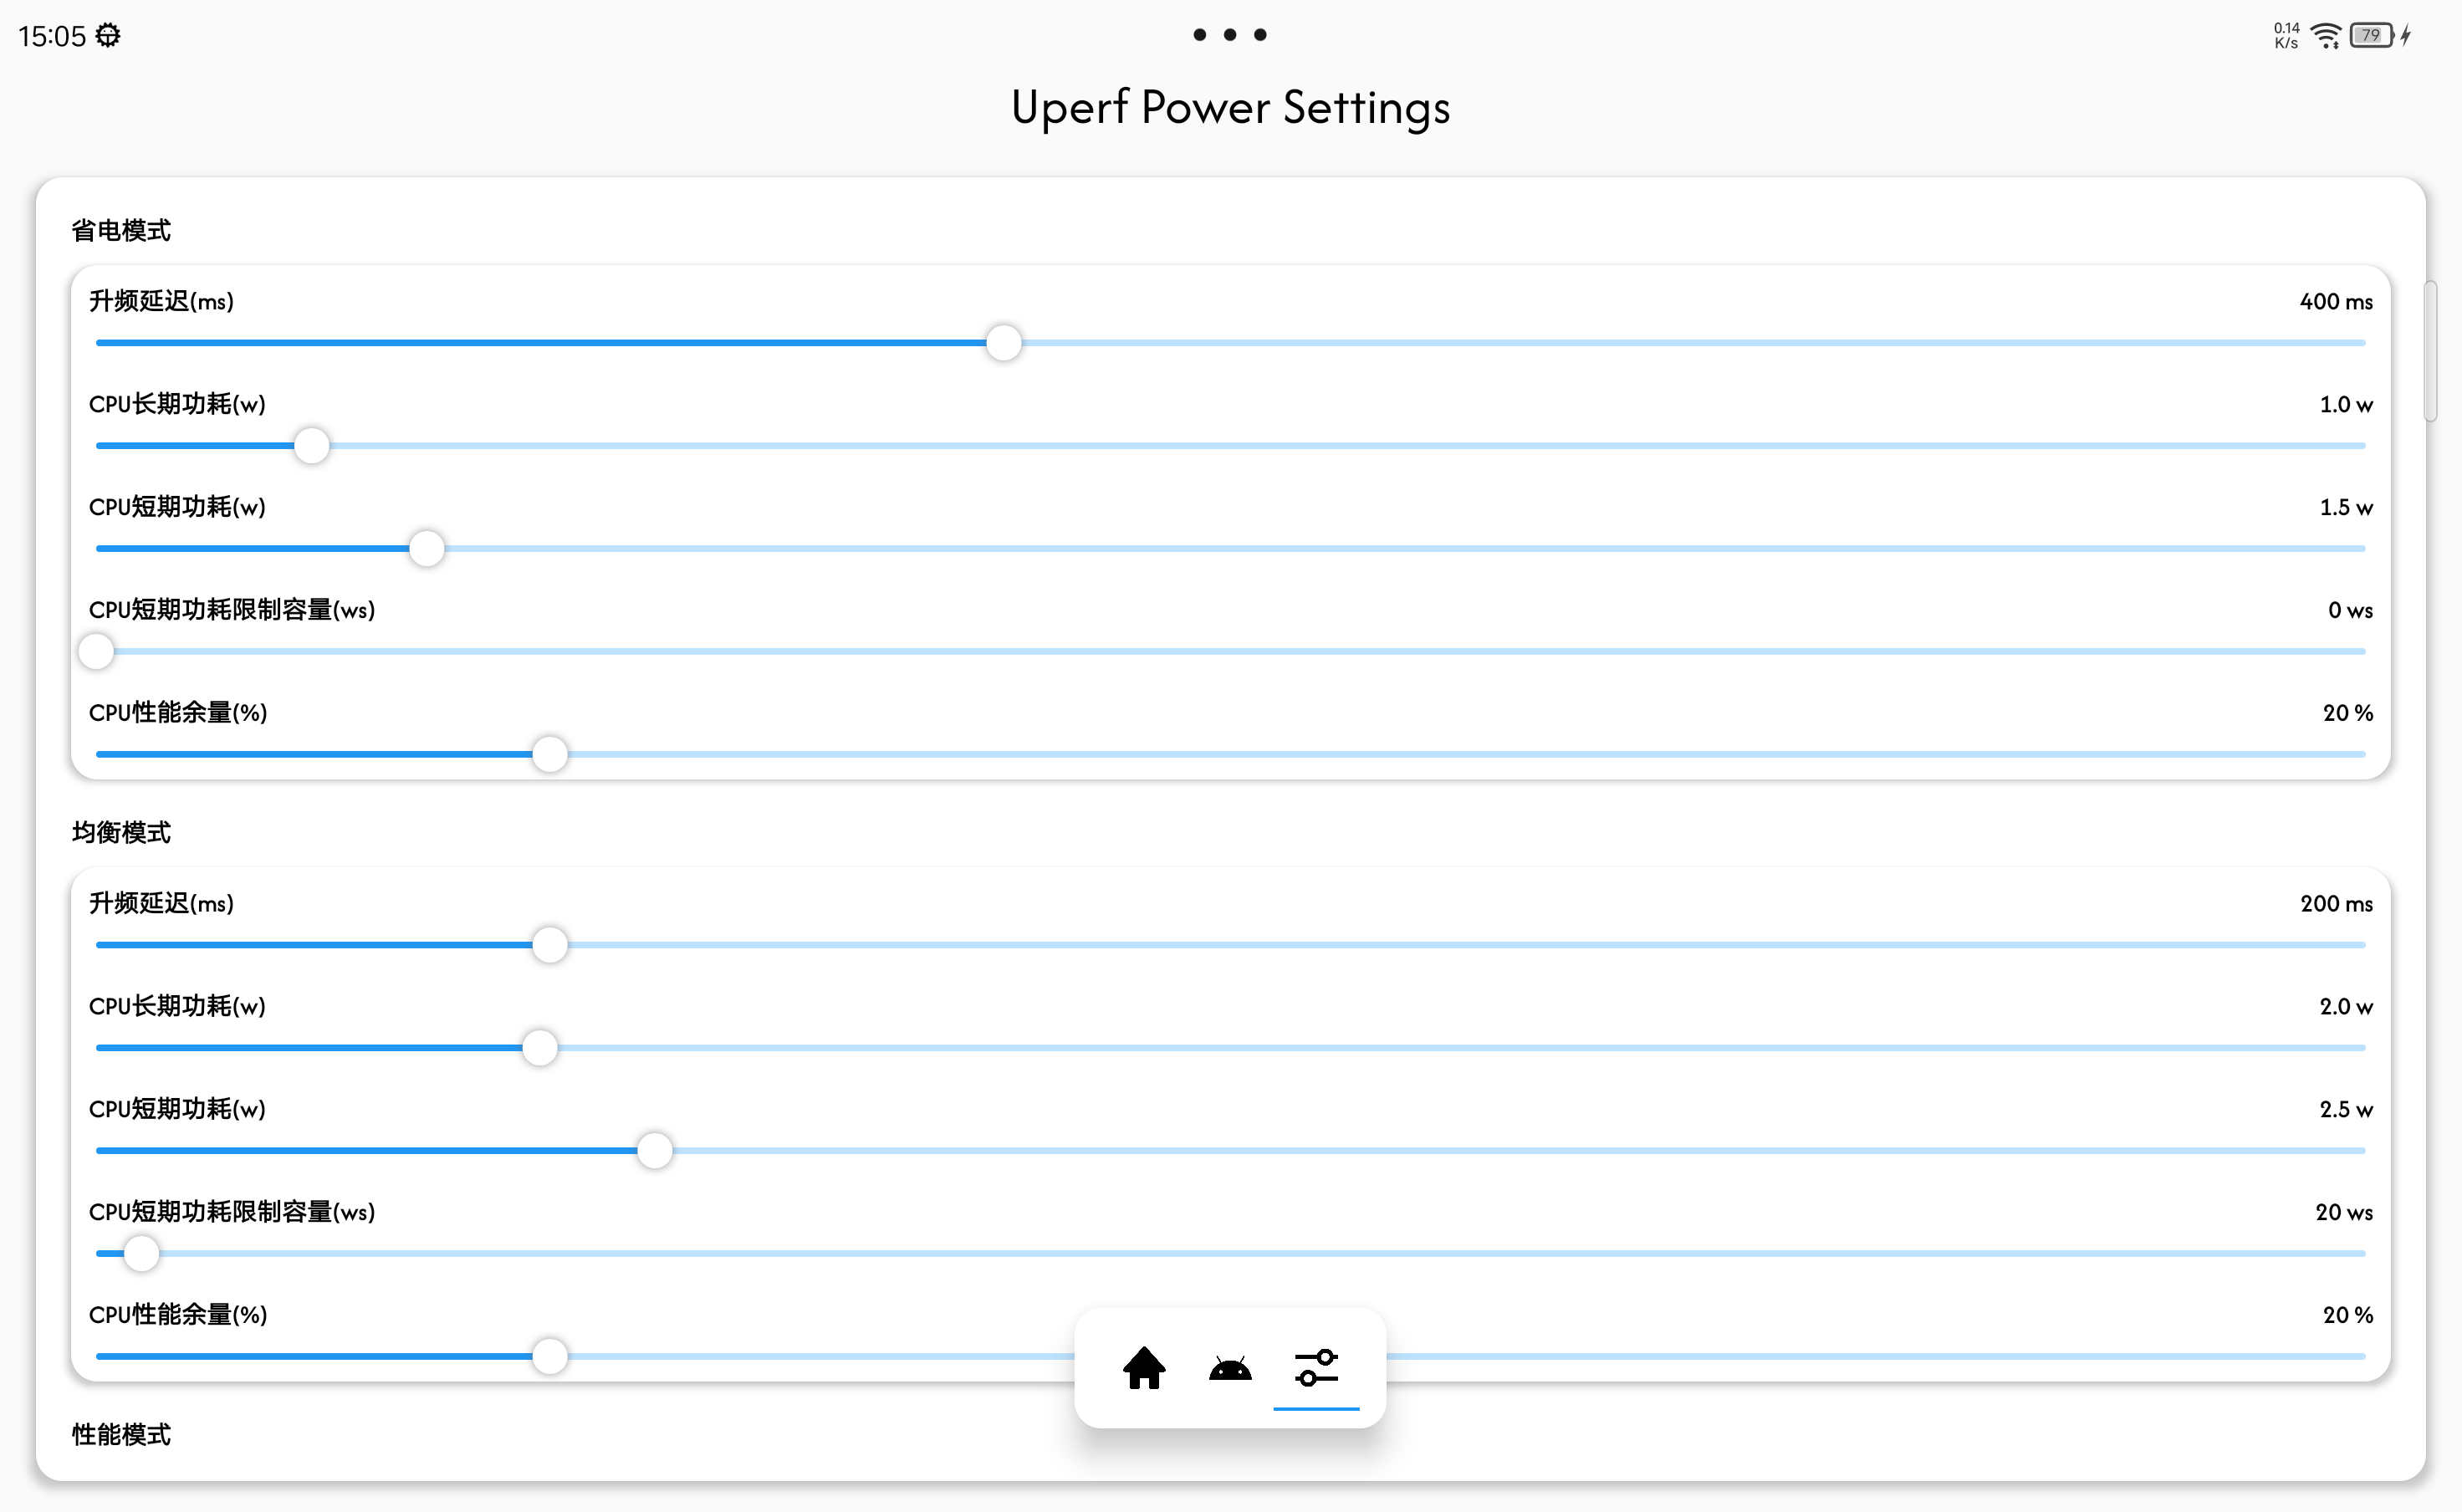 15:05
0.14
K/s
79
Uperf Power Settings
省电模式
升频延迟(ms) 400 ms
CPU长期功耗(w) 1.0 w
CPU短期功耗(w) 1.5 w
CPU短期功耗限制容量(ws) 0 ws
CPU性能余量(%) 20 %
均衡模式
升频延迟(ms) 200 ms
CPU长期功耗(w) 2.0 w
CPU短期功耗(w) 2.5 w
CPU短期功耗限制容量(ws) 20 ws
CPU性能余量(%) 20 %
性能模式